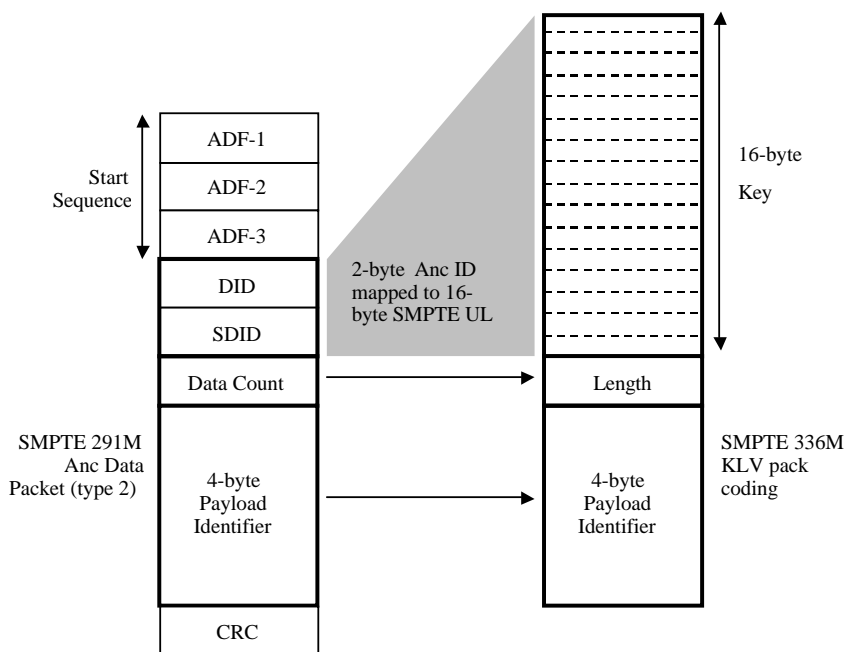 Start
Sequence
ADF-1
ADF-2
ADF-3
DID
SDID
Data Count
SMPTE 291M
Anc Data
Packet (type 2)
4-byte
Payload
Identifier
CRC
2-byte Anc ID
mapped to 16-
byte SMPTE UL
16-byte
Key
Length
4-byte
Payload
Identifier
SMPTE 336M
KLV pack
coding